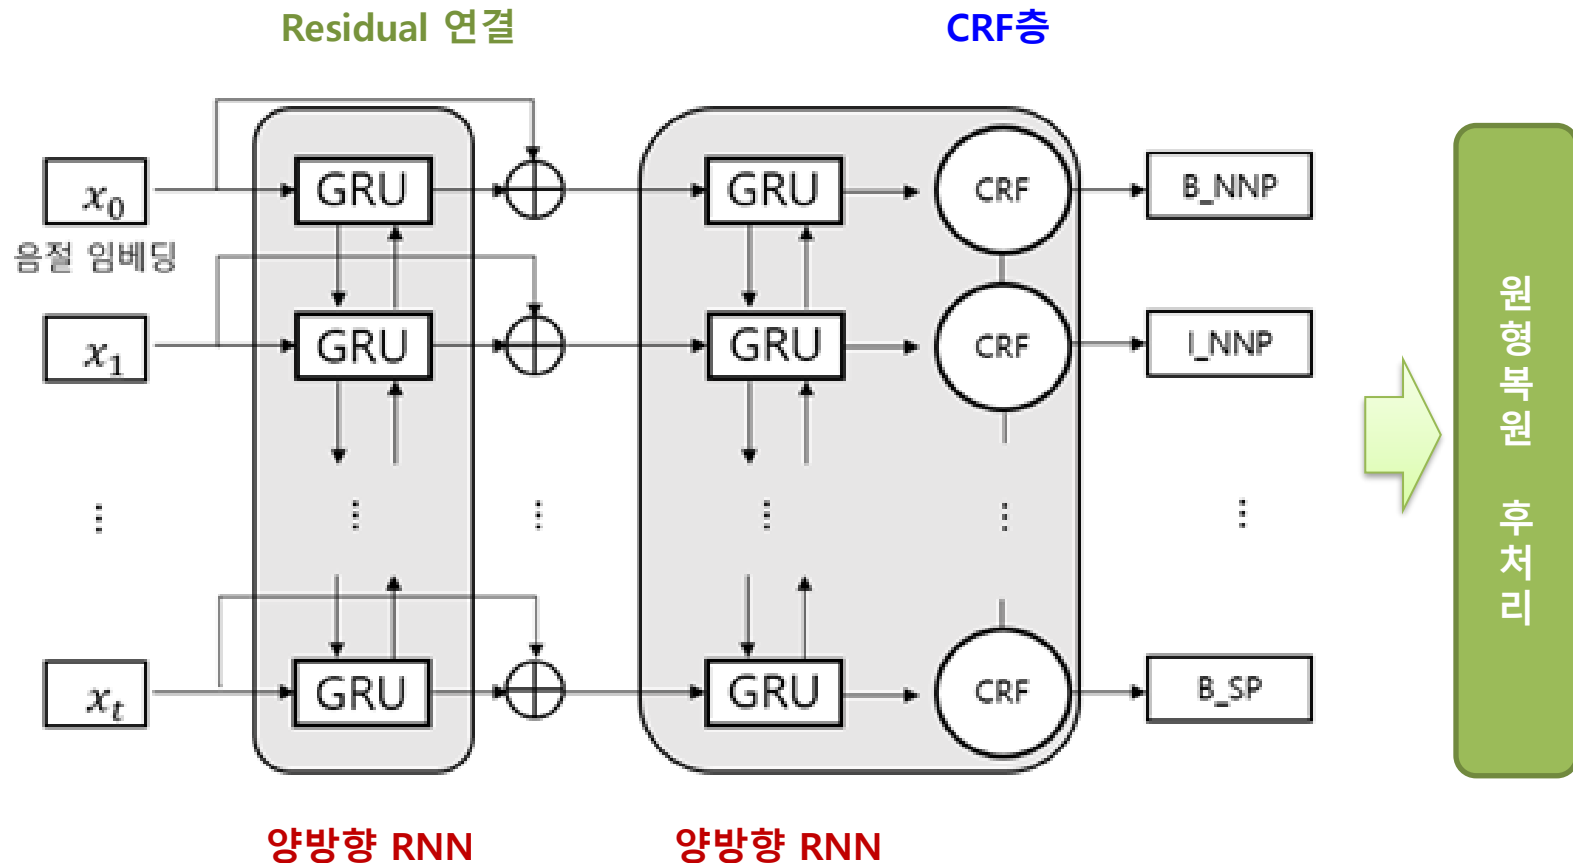 Residual 연결
CRF층
x₀
GRU
GRU
CRF
B_NNP
음절 임베딩
x₁
GRU
GRU
CRF
I_NNP
⋮
⋮
⋮
⋮
⋮
⋮
xₜ
GRU
GRU
CRF
B_SP
원형복원 후처리
양방향 RNN
양방향 RNN